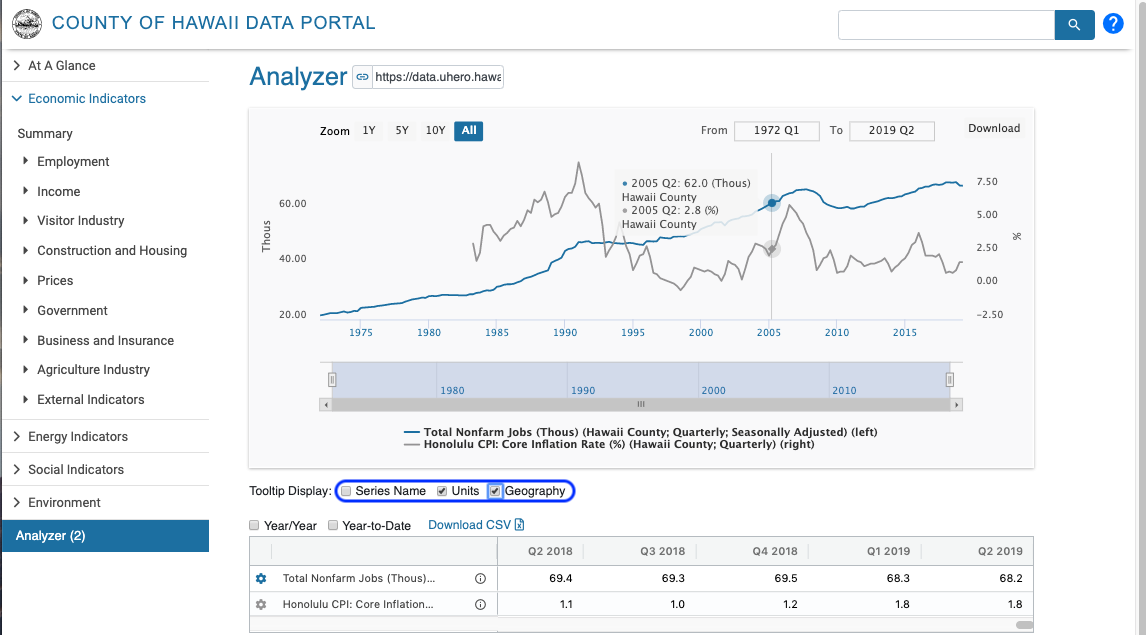 COUNTY OF HAWAII DATA PORTAL
?
At A Glance
Economic Indicators
Summary
Employment
Income
Visitor Industry
Construction and Housing
Prices
Government
Business and Insurance
Agriculture Industry
External Indicators
Energy Indicators
Social Indicators
Environment
Analyzer (2)
Analyzer https://data.uhero.hawa
Zoom 1Y 5Y 10Y All From 1972 Q1 To 2019 Q2 Download
2005 Q2: 62.0 (Thous)
Hawaii County
2005 Q2: 2.8 (%)
Hawaii County
Thous
60.00
40.00
20.00
7.50
5.00
2.50
0.00
−2.50
%
1975 1980 1985 1990 1995 2000 2005 2010 2015
1980 1990 2000 2010
Total Nonfarm Jobs (Thous) (Hawaii County; Quarterly; Seasonally Adjusted) (left)
Honolulu CPI: Core Inflation Rate (%) (Hawaii County; Quarterly) (right)
Tooltip Display: Series Name Units Geography
Year/Year Year-to-Date Download CSV
Q2 2018 Q3 2018 Q4 2018 Q1 2019 Q2 2019
Total Nonfarm Jobs (Thous)... 69.4 69.3 69.5 68.3 68.2
Honolulu CPI: Core Inflation... 1.1 1.0 1.2 1.8 1.8